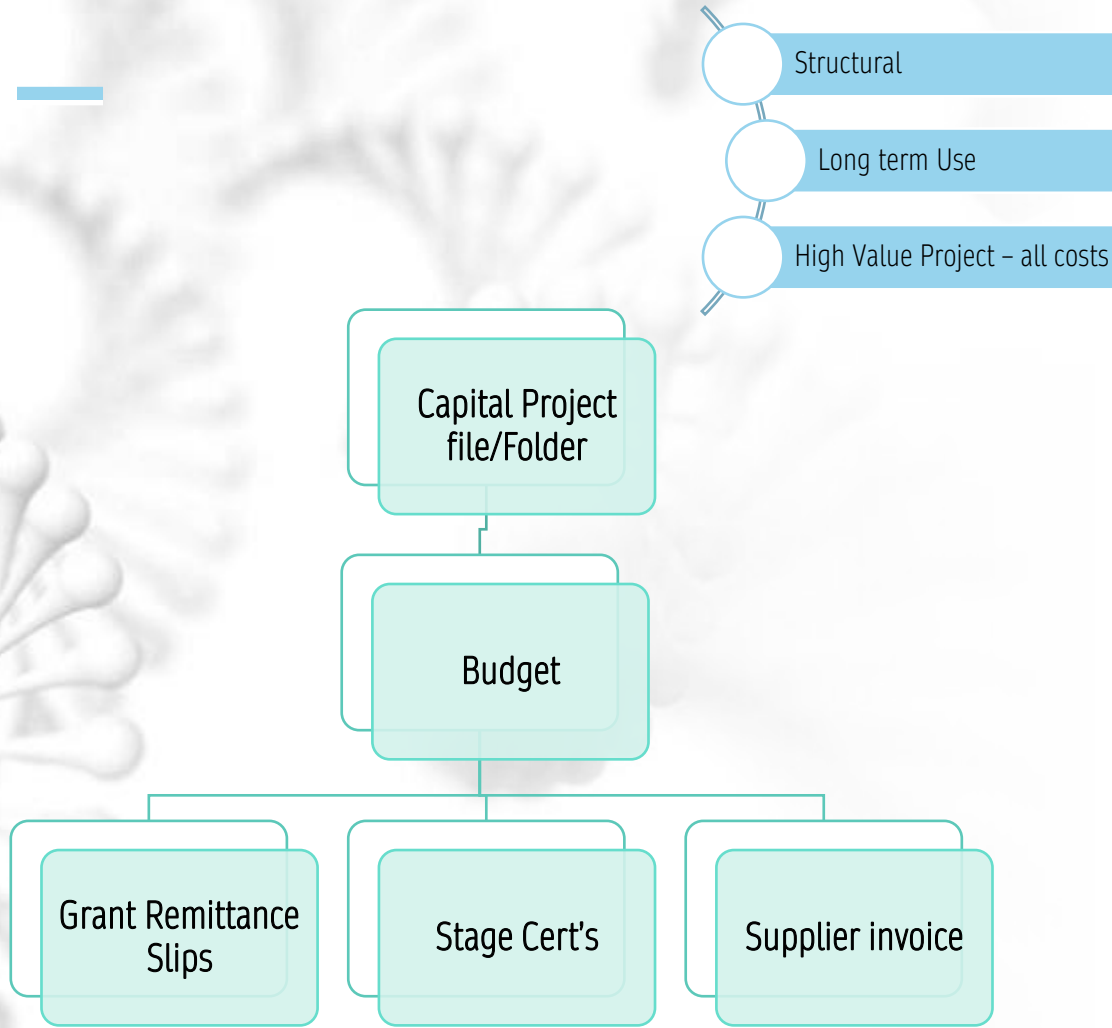 Structural
Long term Use
High Value Project – all costs
Capital Project
file/Folder
Budget
Grant Remittance
Slips
Stage Cert's
Supplier invoice